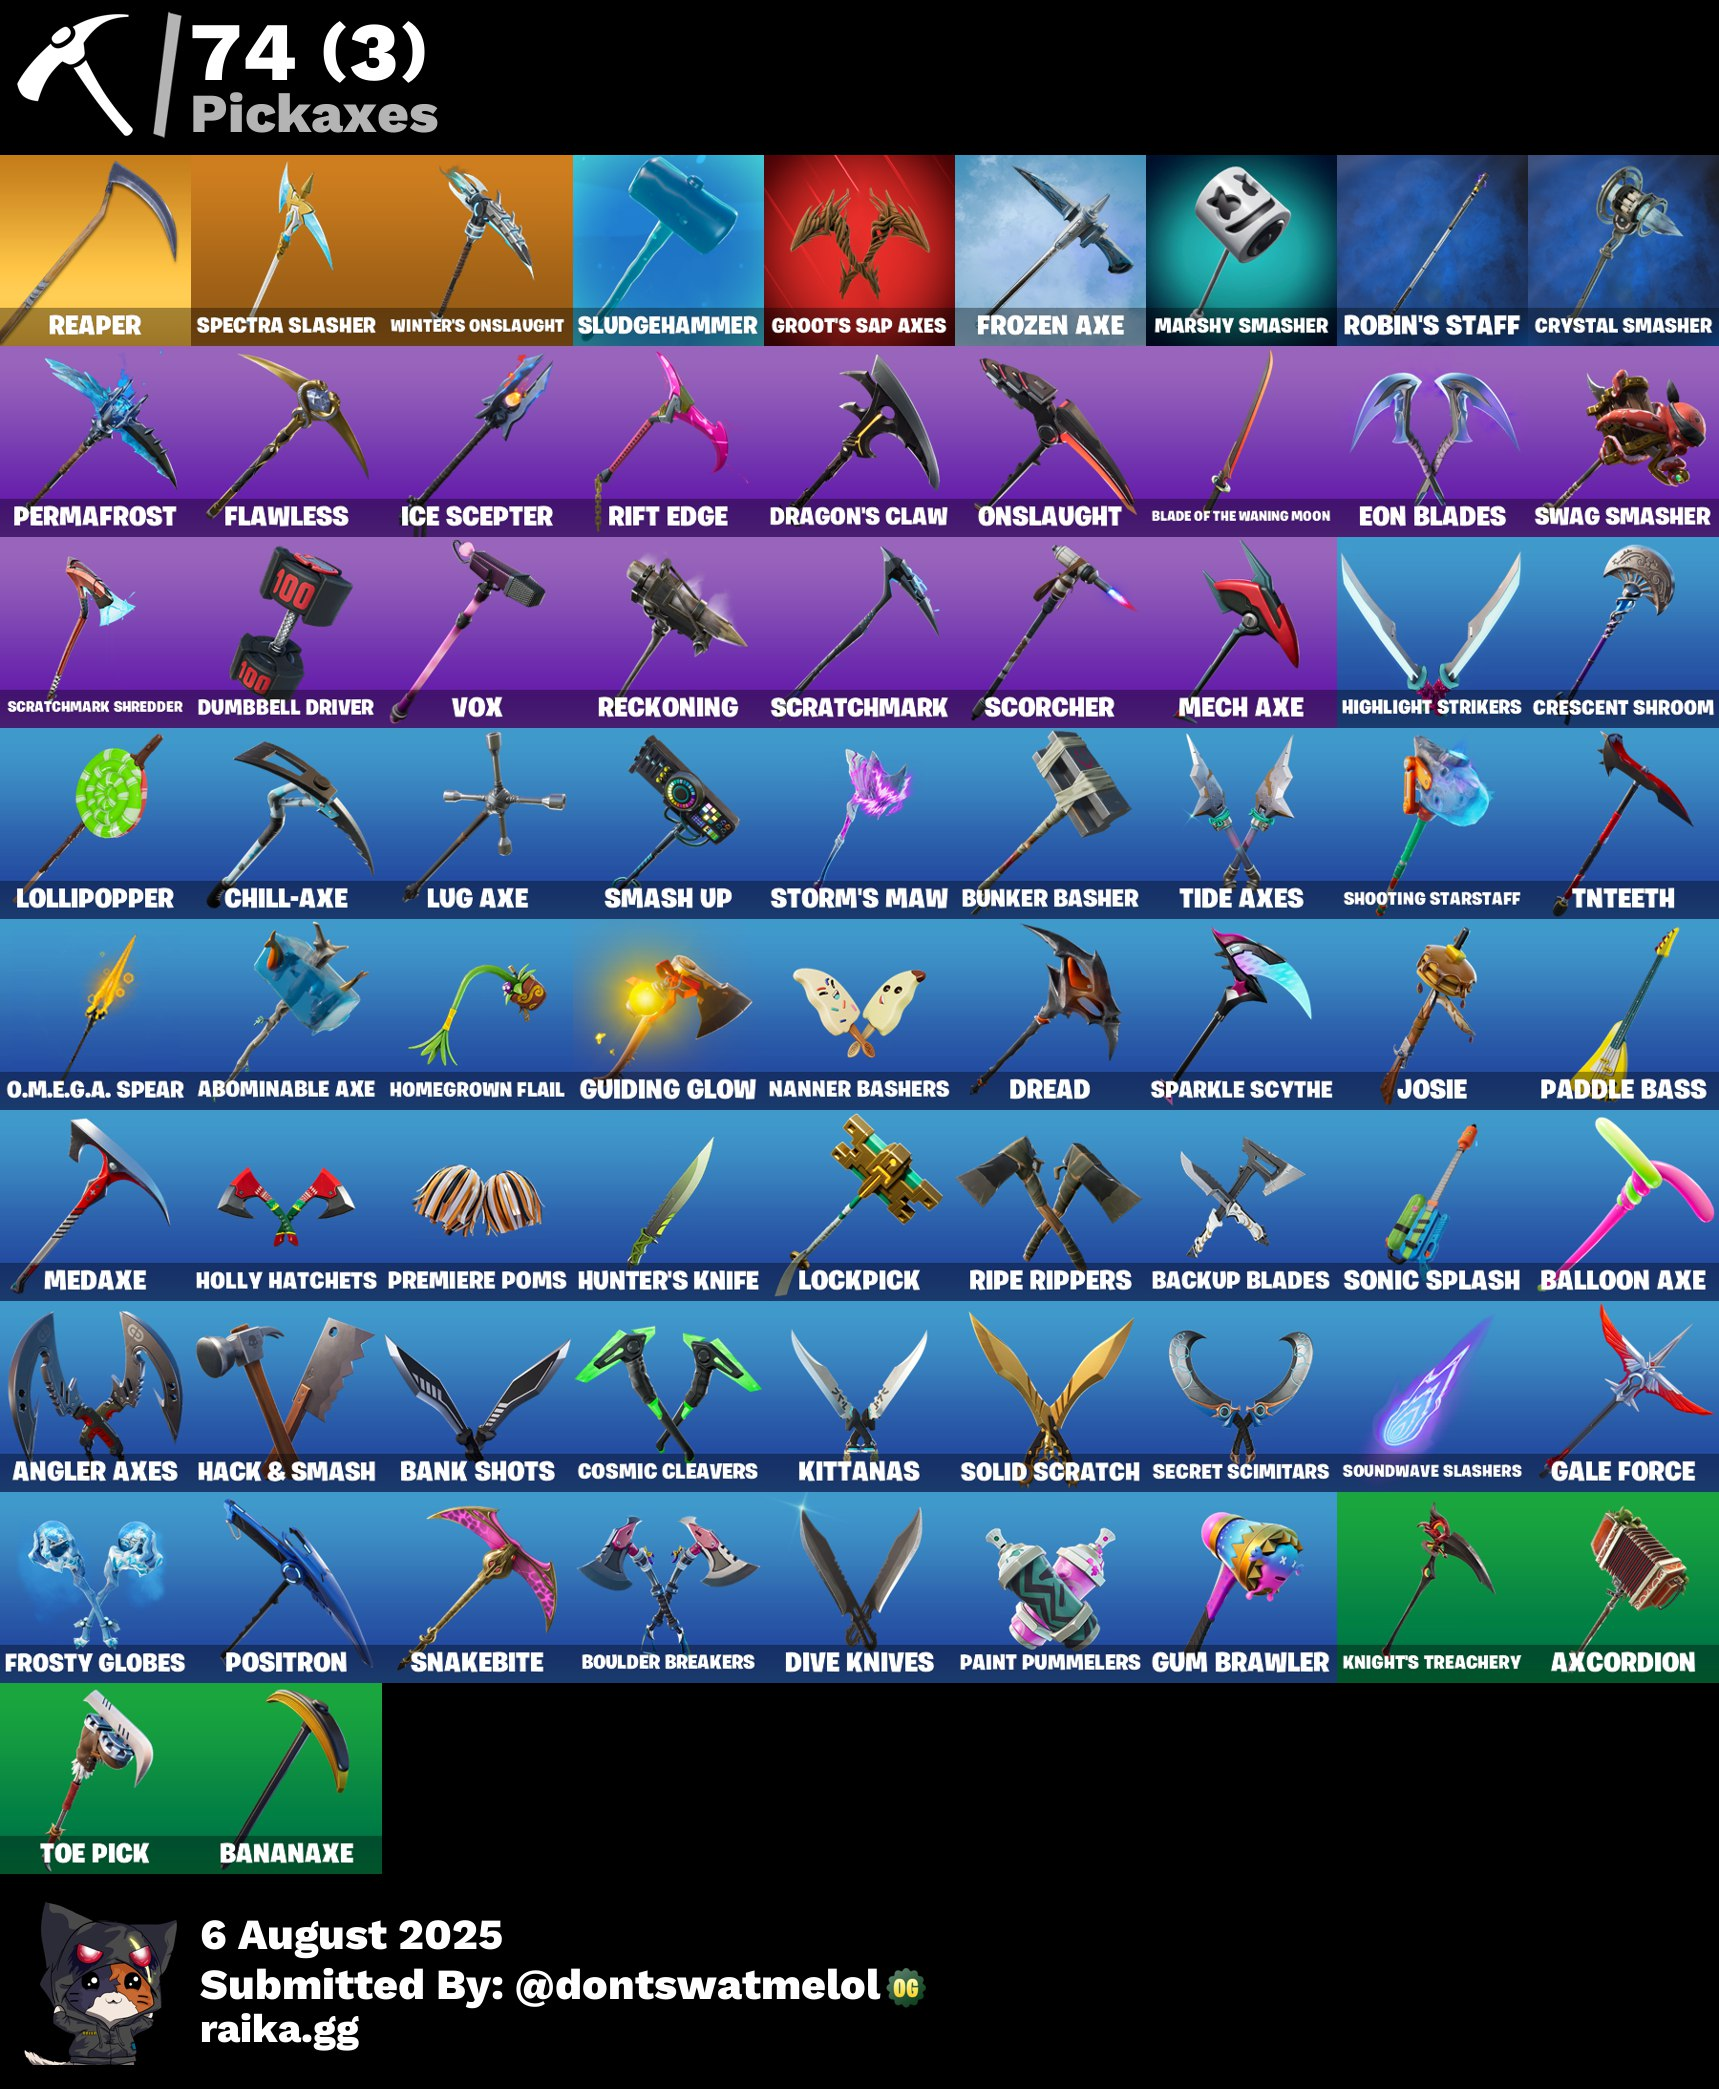 74 (3)
Pickaxes
REAPER
SPECTRA SLASHER
WINTER'S ONSLAUGHT
SLUDGEHAMMER
GROOT'S SAP AXES
FROZEN AXE
MARSHY SMASHER
ROBIN'S STAFF
CRYSTAL SMASHER
PERMAFROST
FLAWLESS
ICE SCEPTER
RIFT EDGE
DRAGON'S CLAW
ONSLAUGHT
BLADE OF THE WANING MOON
EON BLADES
SWAG SMASHER
SCRATCHMARK SHREDDER
100
100
DUMBBELL DRIVER
VOX
RECKONING
SCRATCHMARK
SCORCHER
MECH AXE
HIGHLIGHT STRIKERS
CRESCENT SHROOM
LOLLIPOPPER
CHILL-AXE
LUG AXE
SMASH UP
STORM'S MAW
BUNKER BASHER
TIDE AXES
SHOOTING STARSTAFF
TNTEETH
O.M.E.G.A. SPEAR
ABOMINABLE AXE
HOMEGROWN FLAIL
GUIDING GLOW
NANNER BASHERS
DREAD
SPARKLE SCYTHE
JOSIE
PADDLE BASS
MEDAXE
HOLLY HATCHETS
PREMIERE POMS
HUNTER'S KNIFE
LOCKPICK
RIPE RIPPERS
BACKUP BLADES
SONIC SPLASH
BALLOON AXE
ANGLER AXES
HACK & SMASH
BANK SHOTS
COSMIC CLEAVERS
KITTANAS
SOLID SCRATCH
SECRET SCIMITARS
SOUNDWAVE SLASHERS
GALE FORCE
FROSTY GLOBES
POSITRON
SNAKEBITE
BOULDER BREAKERS
DIVE KNIVES
PAINT PUMMELERS
GUM BRAWLER
KNIGHT'S TREACHERY
AXCORDION
TOE PICK
BANANAXE
6 August 2025
Submitted By: @dontswatmelol OG
raika.gg